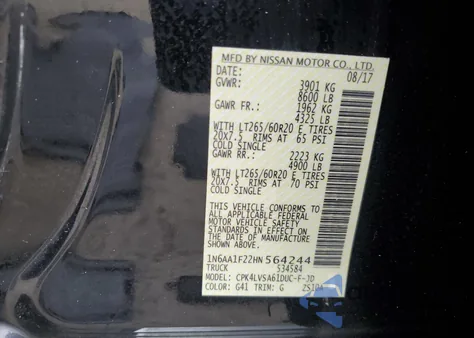 MFD BY NISSAN MOTOR CO., LTD.
DATE: 08/17
GVWR: 3901 KG
8600 LB
GAWR FR.: 1962 KG
4325 LB
WITH LT265/60R20 E TIRES
20X7.5 RIMS AT 65 PSI
COLD SINGLE
GAWR RR.: 2223 KG
4900 LB
WITH LT265/60R20 E TIRES
20X7.5 RIMS AT 70 PSI
COLD SINGLE
THIS VEHICLE CONFORMS TO
ALL APPLICABLE FEDERAL
MOTOR VEHICLE SAFETY
STANDARDS IN EFFECT ON
THE DATE OF MANUFACTURE
SHOWN ABOVE.
1N6AA1F22HN 564244
TRUCK 534584
MODEL: CPK4LVSA61DUC-F-JD
COLOR: G41 TRIM: G